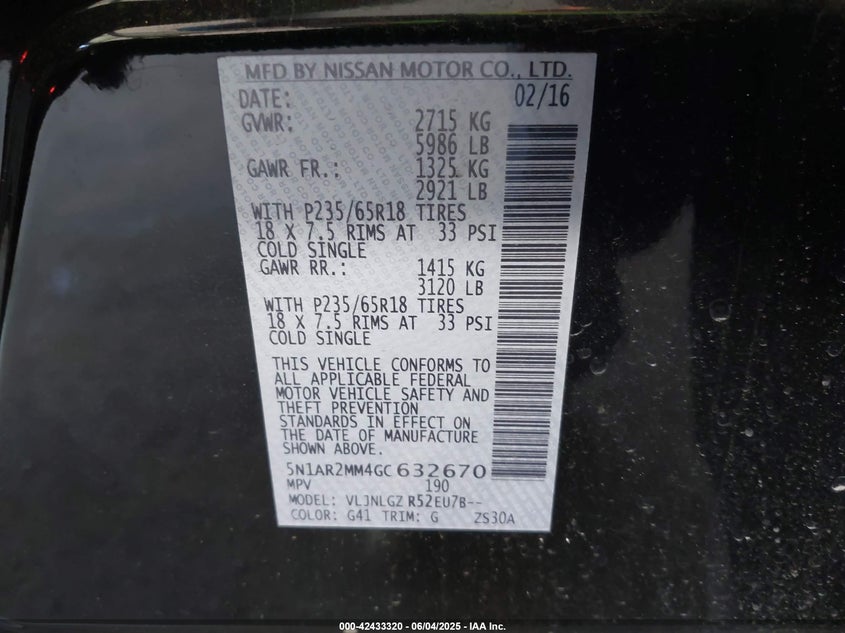 MFD BY NISSAN MOTOR CO., LTD.
DATE: 02/16
GVWR: 2715 KG
5986 LB
GAWR FR.: 1325 KG
2921 LB
WITH P235/65R18 TIRES
18 X 7.5 RIMS AT 33 PSI
COLD SINGLE
GAWR RR.: 1415 KG
3120 LB
WITH P235/65R18 TIRES
18 X 7.5 RIMS AT 33 PSI
COLD SINGLE
THIS VEHICLE CONFORMS TO
ALL APPLICABLE FEDERAL
MOTOR VEHICLE SAFETY AND
THEFT PREVENTION
STANDARDS IN EFFECT ON
THE DATE OF MANUFACTURE
SHOWN ABOVE.
5N1AR2MM4GC632670
MPV 190
MODEL: VLJNLGZ R52EU7B--
COLOR: G41 TRIM: G ZS30A
000-42433320 - 06/04/2025 - IAA Inc.